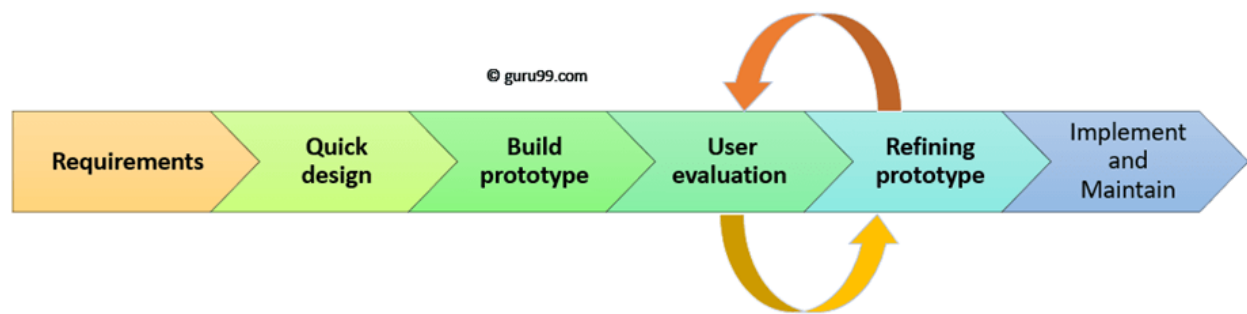 © guru99.com
Requirements
Quick
design
Build
prototype
User
evaluation
Refining
prototype
Implement
and
Maintain